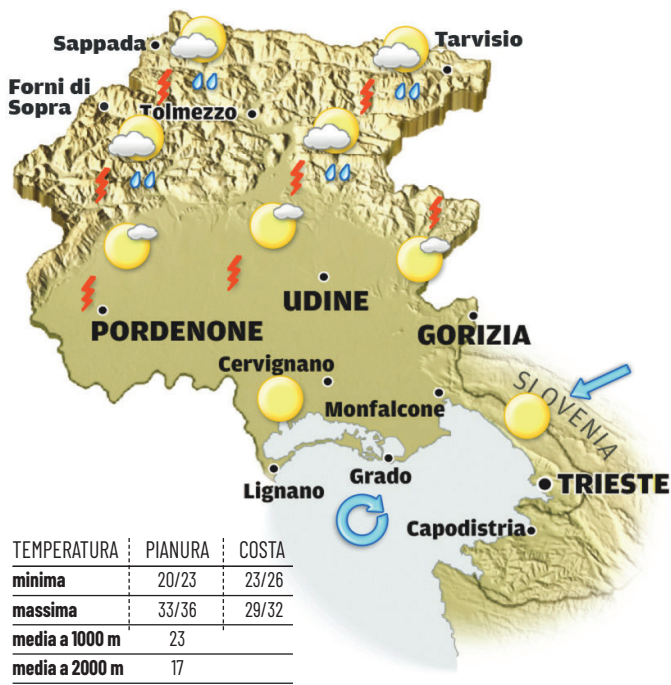 Sappada
Tarvisio
Forni di
Sopra
Tolmezzo
UDINE
PORDENONE
GORIZIA
Cervignano
SLOVENIA
Monfalcone
Grado
Lignano
TRIESTE
Capodistria
TEMPERATURA PIANURA COSTA
minima 20/23 23/26
massima 33/36 29/32
media a 1000 m 23
media a 2000 m 17